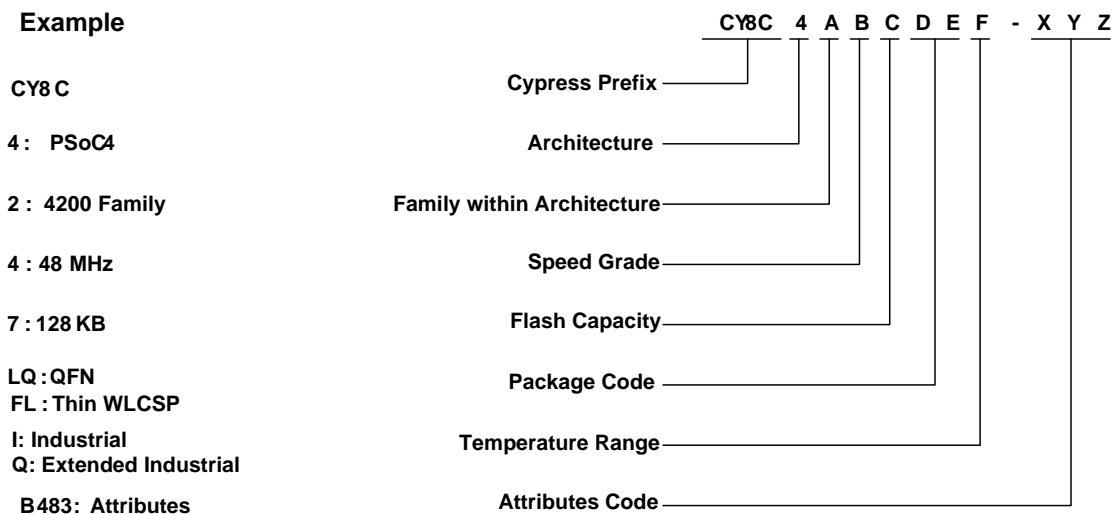 Example
CY8C 4 A B C D E F - X Y Z
CY8 C
Cypress Prefix
4 : PSoC4
Architecture
2 : 4200 Family
Family within Architecture
4 : 48 MHz
Speed Grade
7 : 128 KB
Flash Capacity
LQ : QFN
FL : Thin WLCSP
Package Code
I: Industrial
Q: Extended Industrial
Temperature Range
B483: Attributes
Attributes Code